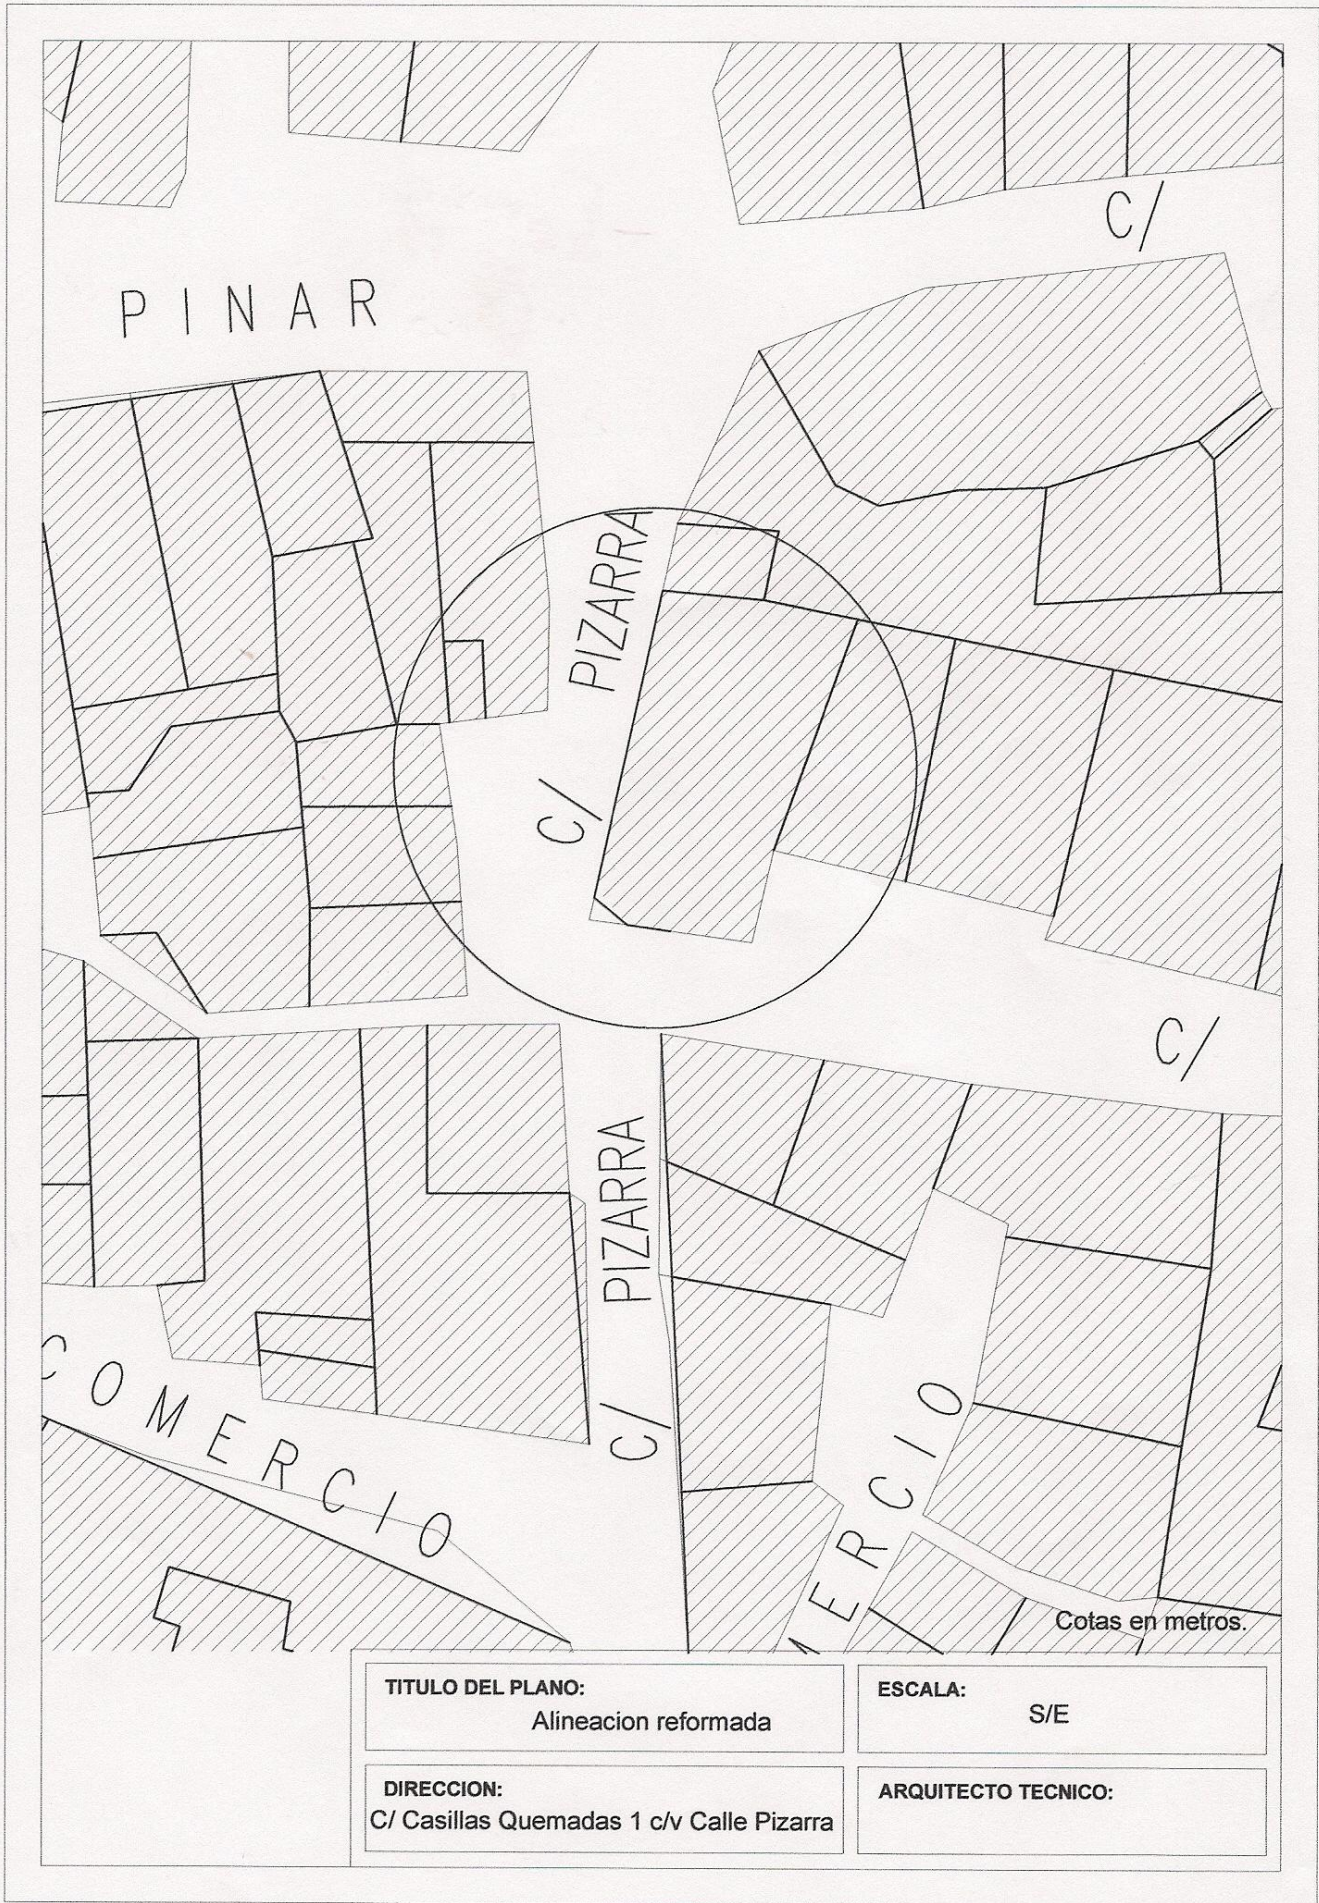 C/
PINAR
PIZARRA
C/
C/
PIZARRA
C/
COMERCIO
MERCIO
Cotas en metros.
TITULO DEL PLANO:
Alineacion reformada
ESCALA:
S/E
DIRECCION:
C/ Casillas Quemadas 1 c/v Calle Pizarra
ARQUITECTO TECNICO: